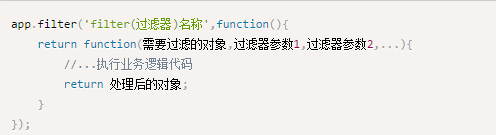 app.filter('filter(过滤器)名称',function(){
return function(需要过滤的对象,过滤器参数1,过滤器参数2,...){
//...执行业务逻辑代码
return 处理后的对象;
}
});